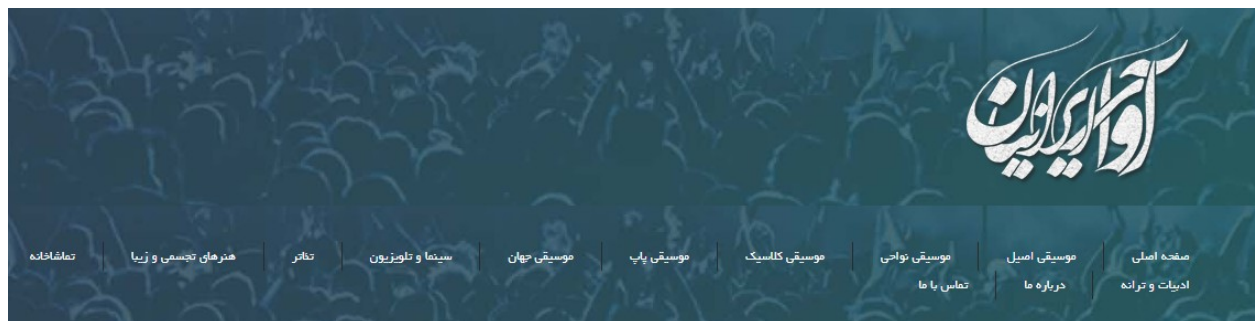 آوای ایرانیان
صفحه اصلی موسیقی اصیل موسیقی نواحی موسیقی کلاسیک موسیقی پاپ موسیقی جهان سینما و تلویزیون تئاتر هنرهای تجسمی و زیبا تماشاخانه
ادبیات و ترانه درباره ما تماس با ما